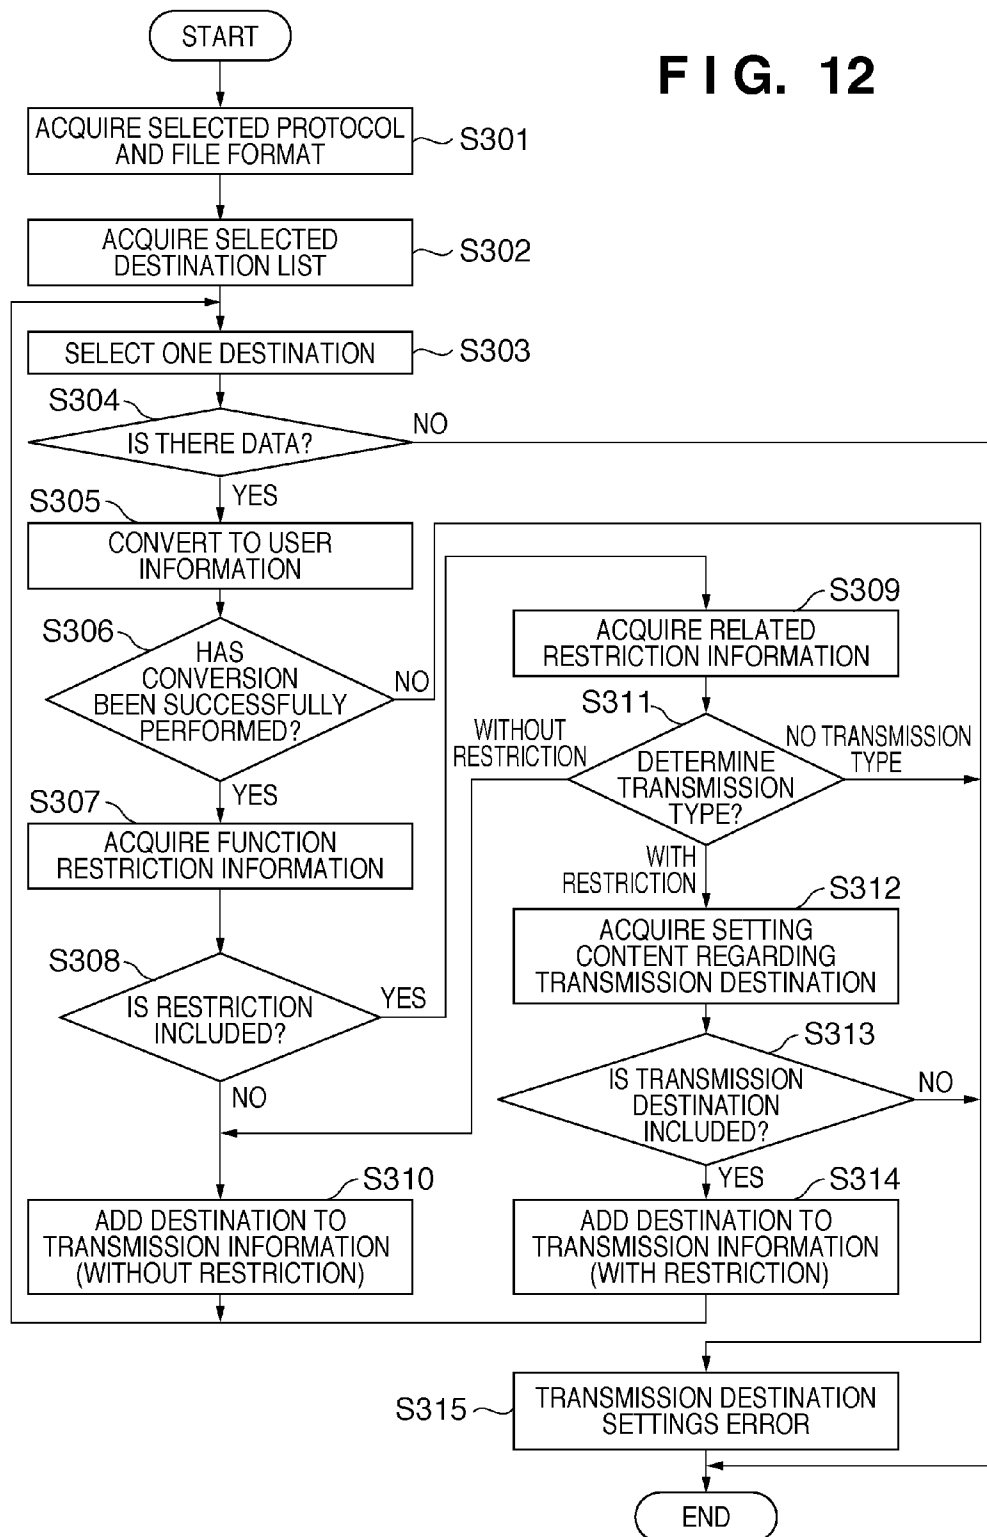 START
FIG. 12
ACQUIRE SELECTED PROTOCOL
AND FILE FORMAT
S301
ACQUIRE SELECTED
DESTINATION LIST
S302
SELECT ONE DESTINATION
S303
S304
IS THERE DATA?
NO
YES
S305
CONVERT TO USER
INFORMATION
S306
HAS
CONVERSION
BEEN SUCCESSFULLY
PERFORMED?
NO
YES
S307
ACQUIRE FUNCTION
RESTRICTION INFORMATION
S308
IS RESTRICTION
INCLUDED?
YES
NO
S309
ACQUIRE RELATED
RESTRICTION INFORMATION
S311
WITHOUT
RESTRICTION
DETERMINE
TRANSMISSION
TYPE?
NO TRANSMISSION
TYPE
WITH
RESTRICTION
S312
ACQUIRE SETTING
CONTENT REGARDING
TRANSMISSION DESTINATION
S313
IS TRANSMISSION
DESTINATION
INCLUDED?
NO
YES
S310
ADD DESTINATION TO
TRANSMISSION INFORMATION
(WITHOUT RESTRICTION)
S314
ADD DESTINATION TO
TRANSMISSION INFORMATION
(WITH RESTRICTION)
S315
TRANSMISSION DESTINATION
SETTINGS ERROR
END